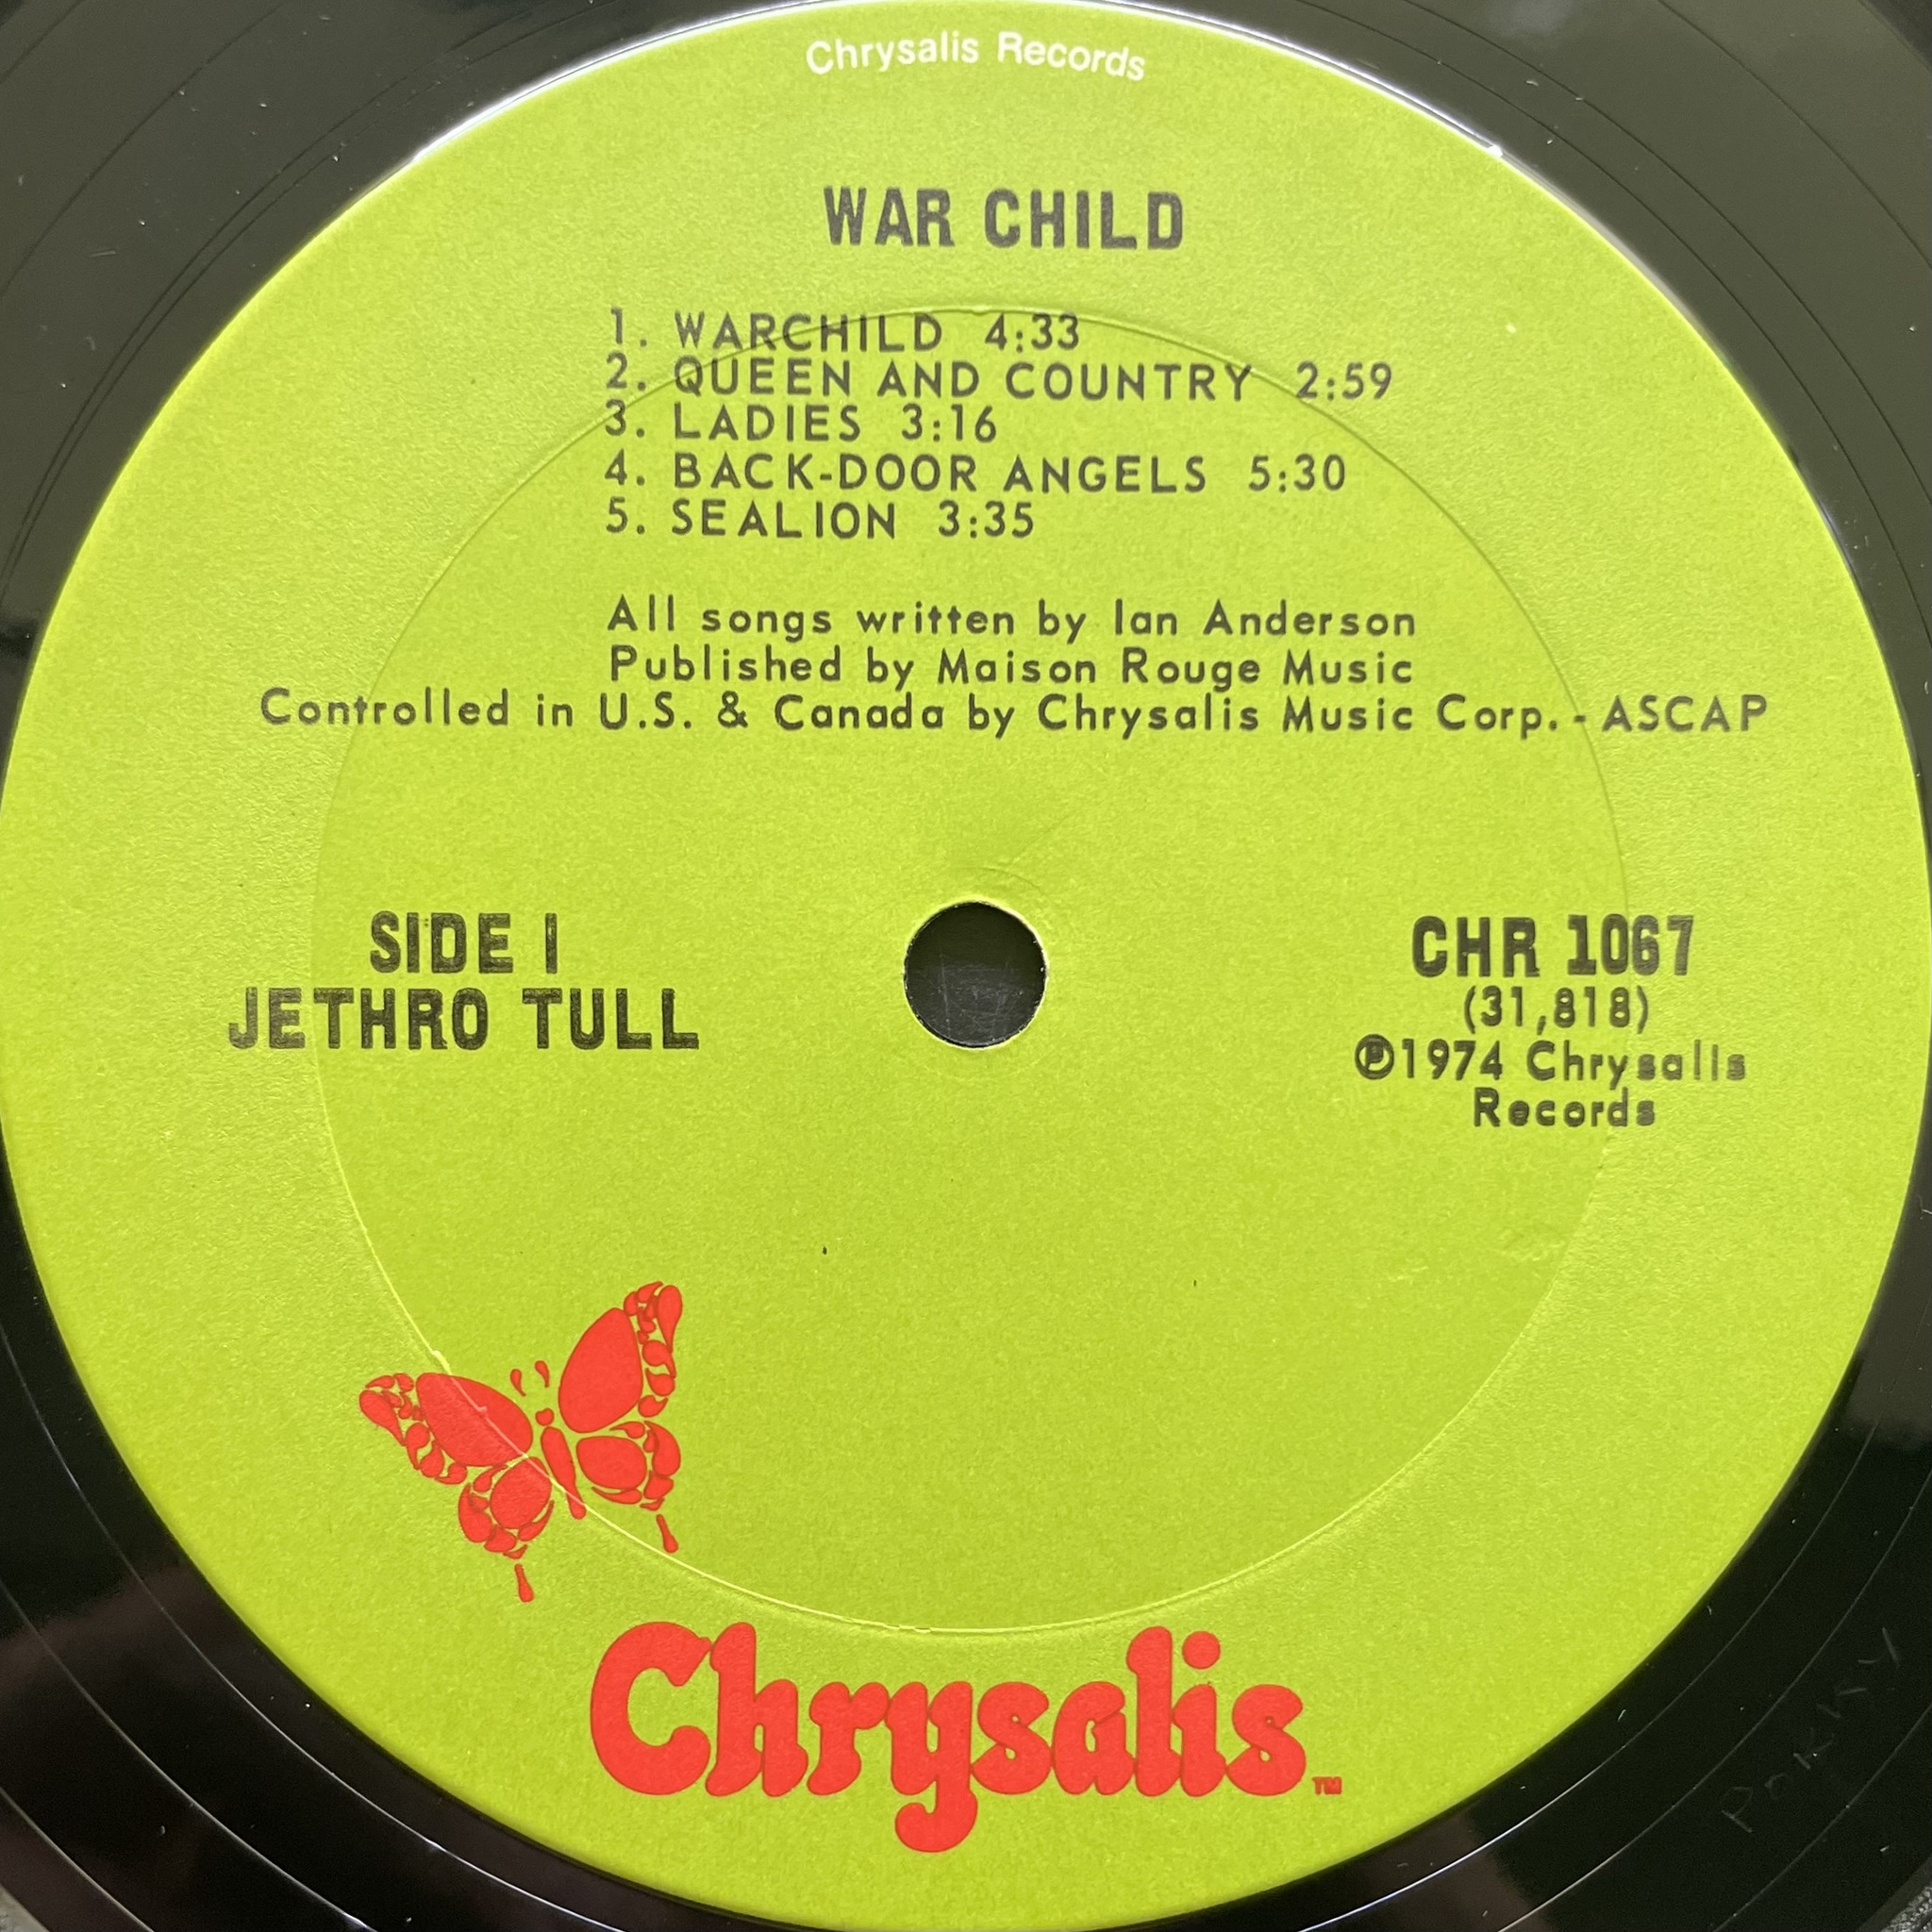 Chrysalis Records
WAR CHILD
1. WARCHILD 4:33
2. QUEEN AND COUNTRY 2:59
3. LADIES 3:16
4. BACK-DOOR ANGELS 5:30
5. SEALION 3:35
All songs written by Ian Anderson
Published by Maison Rouge Music
Controlled in U.S. & Canada by Chrysalis Music Corp. - ASCAP
SIDE I
JETHRO TULL
CHR 1067
(31,818)
℗1974 Chrysalis
Records
Chrysalis™
PORKY